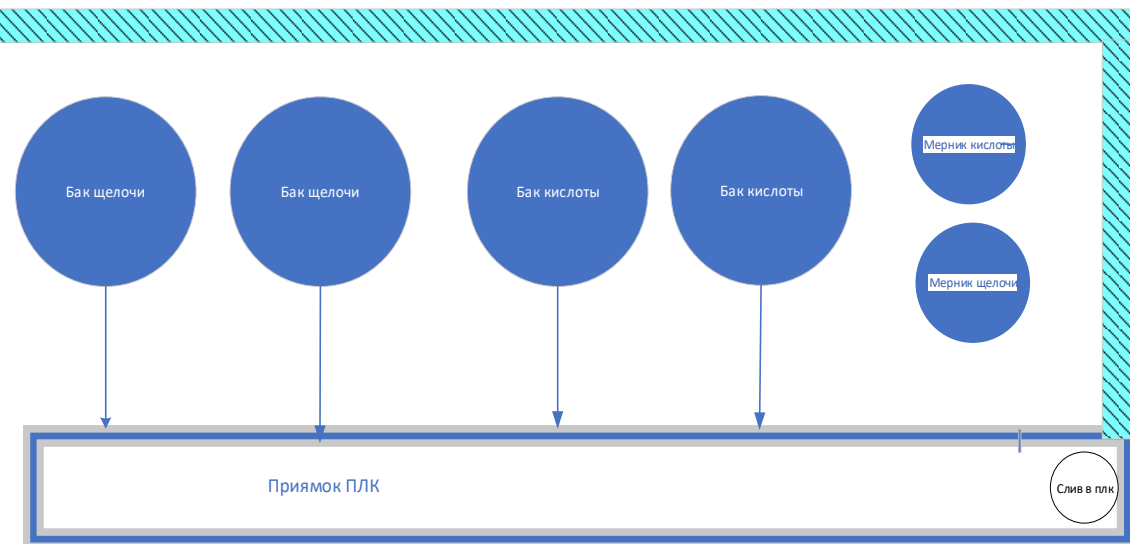 Бак щелочи
Бак щелочи
Бак кислоты
Бак кислоты
Мерник кислоты
Мерник щелочи
Приямок ПЛК
Слив в плк